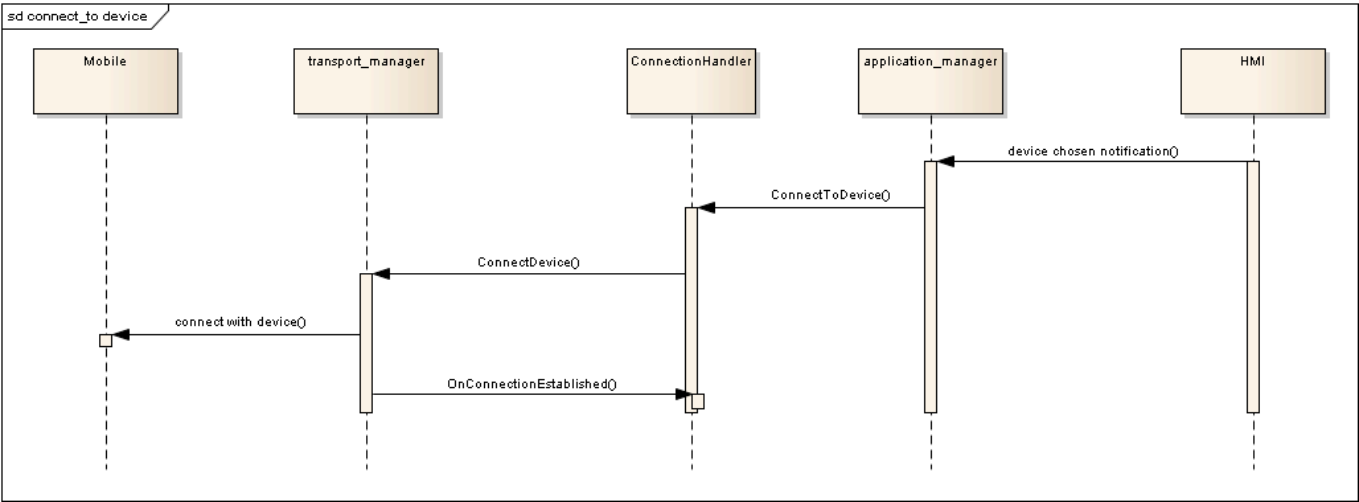 sd connect_to device
Mobile
transport_manager
ConnectionHandler
application_manager
HMI
device chosen notification()
ConnectToDevice()
ConnectDevice()
connect with device()
OnConnectionEstablished()